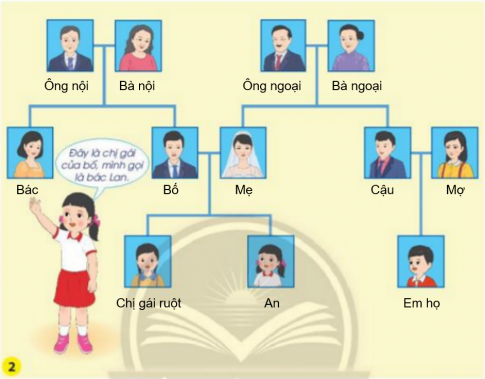 Ông nội
Bà nội
Ông ngoại
Bà ngoại
Đây là chị gái
của bố, mình gọi
là bác Lan.
Bác
Bố
Mẹ
Cậu
Mợ
Chị gái ruột
An
Em họ
2